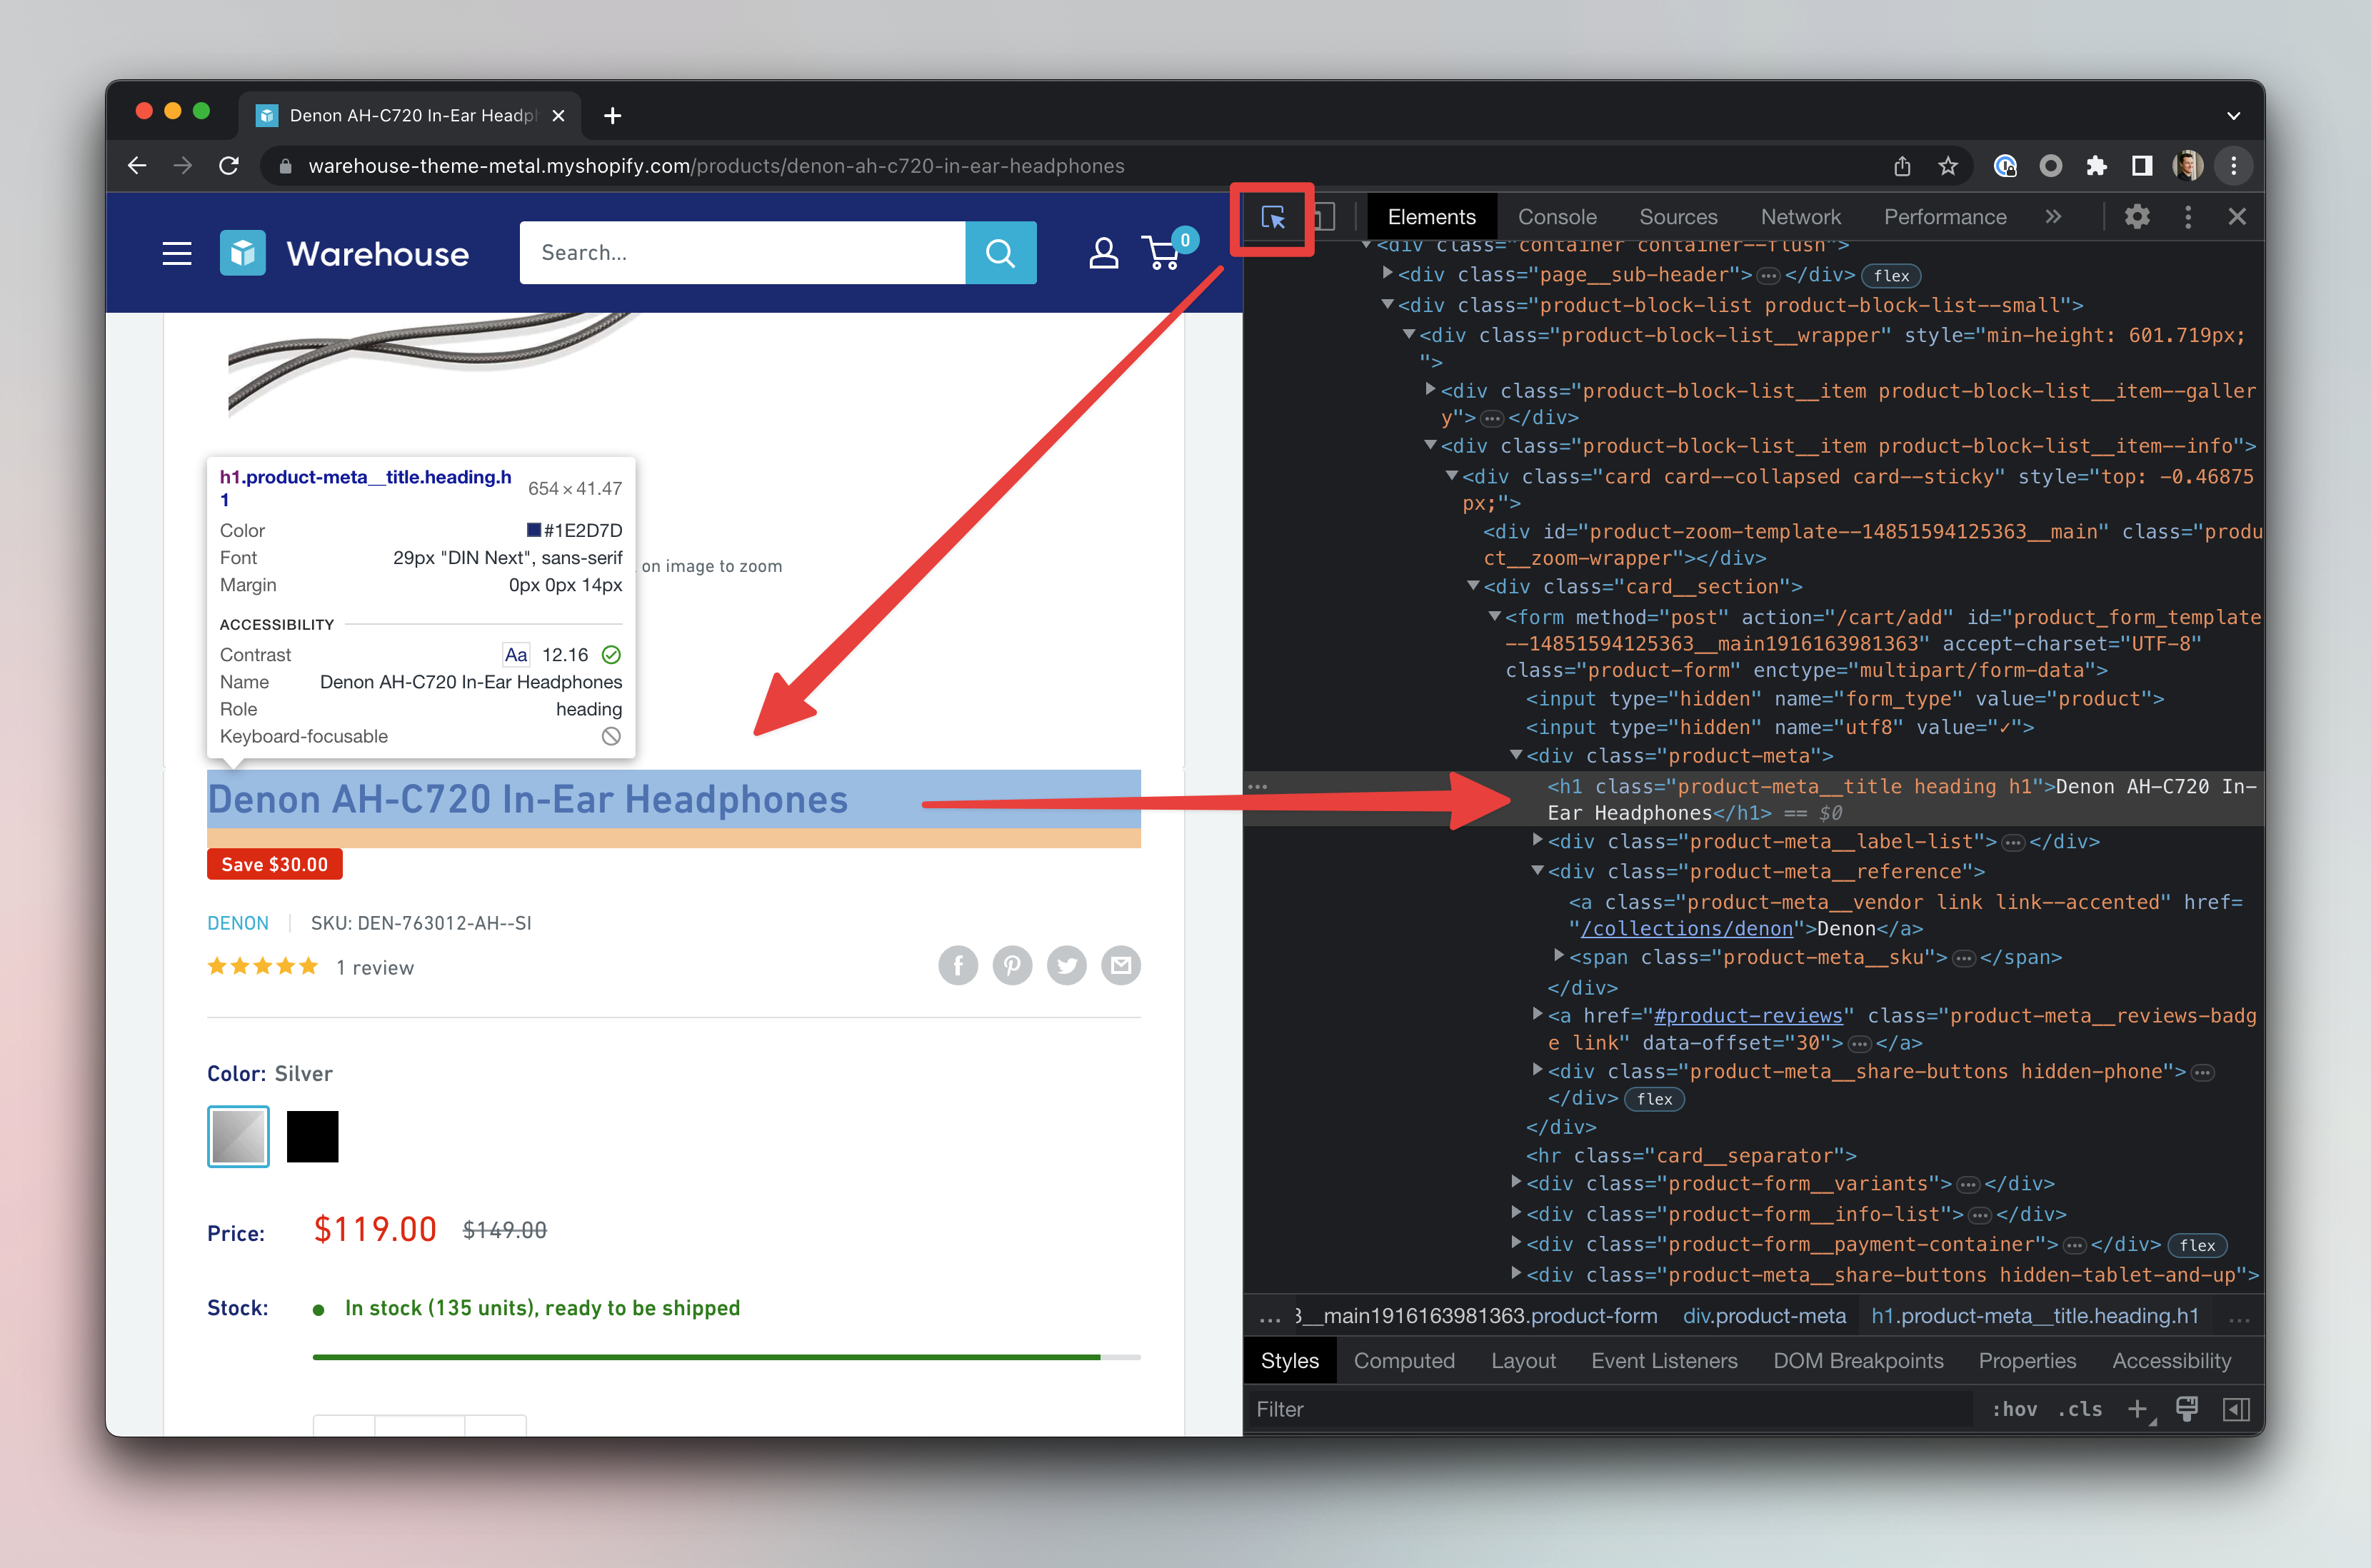 Denon AH-C720 In-Ear Headp
warehouse-theme-metal.myshopify.com/products/denon-ah-c720-in-ear-headphones
Warehouse
Search...
0
h1.product-meta__title.heading.h
1
654 × 41.47
Color #1E2D7D
Font 29px "DIN Next", sans-serif
Margin 0px 0px 14px
ACCESSIBILITY
Contrast Aa 12.16
Name Denon AH-C720 In-Ear Headphones
Role heading
Keyboard-focusable
on image to zoom
Denon AH-C720 In-Ear Headphones
Save $30.00
DENON SKU: DEN-763012-AH--SI
1 review
Color: Silver
Price: $119.00 $149.00
Stock: In stock (135 units), ready to be shipped
Elements Console Sources Network Performance »
<div class="container container--flush">
<div class="page__sub-header">…</div> flex
<div class="product-block-list product-block-list--small">
<div class="product-block-list__wrapper" style="min-height: 601.719px;
">
<div class="product-block-list__item product-block-list__item--galler
y">…</div>
<div class="product-block-list__item product-block-list__item--info">
<div class="card card--collapsed card--sticky" style="top: -0.46875
px;">
<div id="product-zoom-template--14851594125363__main" class="produ
ct__zoom-wrapper"></div>
<div class="card__section">
<form method="post" action="/cart/add" id="product_form_template
--14851594125363__main1916163981363" accept-charset="UTF-8"
class="product-form" enctype="multipart/form-data">
<input type="hidden" name="form_type" value="product">
<input type="hidden" name="utf8" value="✓">
<div class="product-meta">
… <h1 class="product-meta__title heading h1">Denon AH-C720 In-
Ear Headphones</h1> == $0
<div class="product-meta__label-list">…</div>
<div class="product-meta__reference">
<a class="product-meta__vendor link link--accented" href=
"/collections/denon">Denon</a>
<span class="product-meta__sku">…</span>
</div>
<a href="#product-reviews" class="product-meta__reviews-badg
e link" data-offset="30">…</a>
<div class="product-meta__share-buttons hidden-phone">…
</div> flex
</div>
<hr class="card__separator">
<div class="product-form__variants">…</div>
<div class="product-form__info-list">…</div>
<div class="product-form__payment-container">…</div> flex
<div class="product-meta__share-buttons hidden-tablet-and-up">
… 3__main1916163981363.product-form div.product-meta h1.product-meta__title.heading.h1 …
Styles Computed Layout Event Listeners DOM Breakpoints Properties Accessibility
Filter :hov .cls +